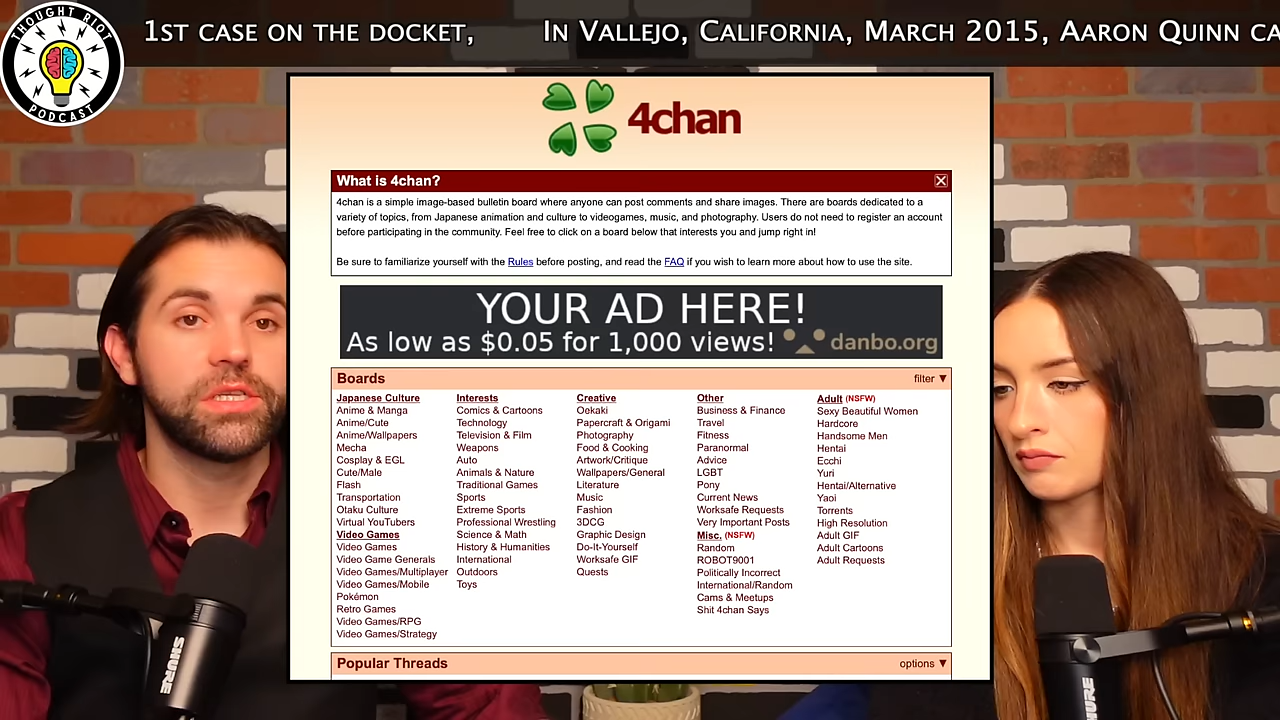 THOUGHT RIOT
PODCAST
1ST CASE ON THE DOCKET, IN VALLEJO, CALIFORNIA, MARCH 2015, AARON QUINN CA
4chan
What is 4chan?
4chan is a simple image-based bulletin board where anyone can post comments and share images. There are boards dedicated to a
variety of topics, from Japanese animation and culture to videogames, music, and photography. Users do not need to register an account
before participating in the community. Feel free to click on a board below that interests you and jump right in!
Be sure to familiarize yourself with the Rules before posting, and read the FAQ if you wish to learn more about how to use the site.
YOUR AD HERE!
As low as $0.05 for 1,000 views! danbo.org
Boards
filter ▼
Japanese Culture
Anime & Manga
Anime/Cute
Anime/Wallpapers
Mecha
Cosplay & EGL
Cute/Male
Flash
Transportation
Otaku Culture
Virtual YouTubers
Video Games
Video Games
Video Game Generals
Video Games/Multiplayer
Video Games/Mobile
Pokémon
Retro Games
Video Games/RPG
Video Games/Strategy
Interests
Comics & Cartoons
Technology
Television & Film
Weapons
Auto
Animals & Nature
Traditional Games
Sports
Extreme Sports
Professional Wrestling
Science & Math
History & Humanities
International
Outdoors
Toys
Creative
Oekaki
Papercraft & Origami
Photography
Food & Cooking
Artwork/Critique
Wallpapers/General
Literature
Music
Fashion
3DCG
Graphic Design
Do-It-Yourself
Worksafe GIF
Quests
Other
Business & Finance
Travel
Fitness
Paranormal
Advice
LGBT
Pony
Current News
Worksafe Requests
Very Important Posts
Misc. (NSFW)
Random
ROBOT9001
Politically Incorrect
International/Random
Cams & Meetups
Shit 4chan Says
Adult (NSFW)
Sexy Beautiful Women
Hardcore
Handsome Men
Hentai
Ecchi
Yuri
Hentai/Alternative
Yaoi
Torrents
High Resolution
Adult GIF
Adult Cartoons
Adult Requests
Popular Threads
options ▼
SHURE
SHURE